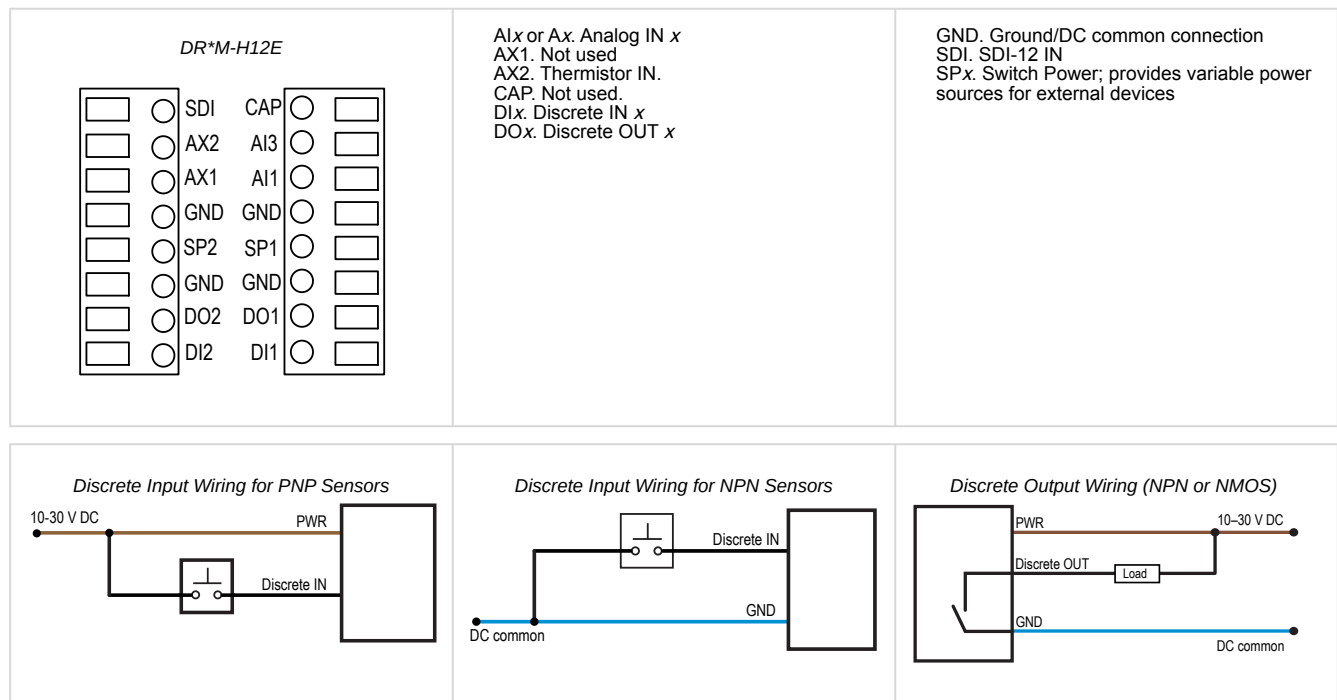 DR*M-H12E
SDI CAP
AX2 AI3
AX1 AI1
GND GND
SP2 SP1
GND GND
DO2 DO1
DI2 DI1
AIx or Ax. Analog IN x
AX1. Not used
AX2. Thermistor IN.
CAP. Not used.
DIx. Discrete IN x
DOx. Discrete OUT x
GND. Ground/DC common connection
SDI. SDI-12 IN
SPx. Switch Power; provides variable power
sources for external devices
Discrete Input Wiring for PNP Sensors
10-30 V DC
PWR
Discrete IN
Discrete Input Wiring for NPN Sensors
Discrete IN
GND
DC common
Discrete Output Wiring (NPN or NMOS)
PWR
10–30 V DC
Discrete OUT
Load
GND
DC common